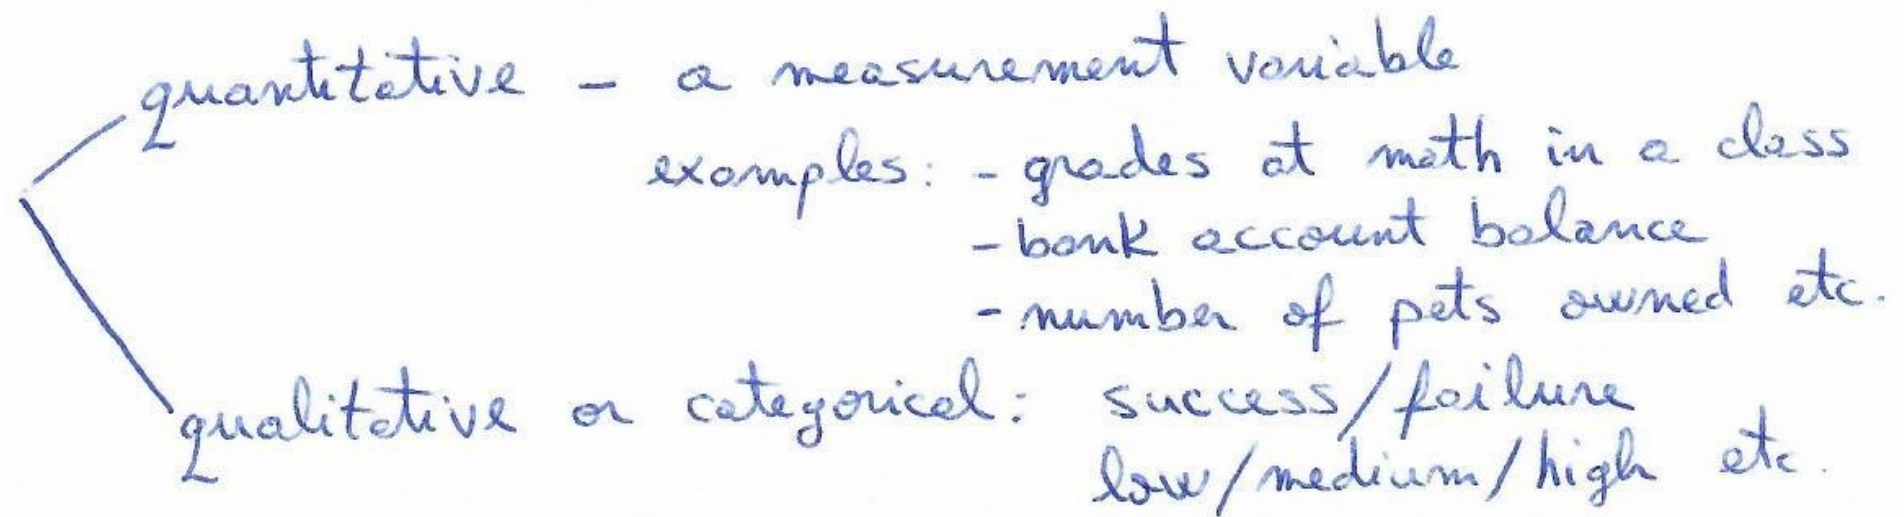 quantitative – a measurement variable
examples: - grades at math in a class
- bank account balance
- number of pets owned etc.
qualitative or categorical: success/failure
low/medium/high etc.